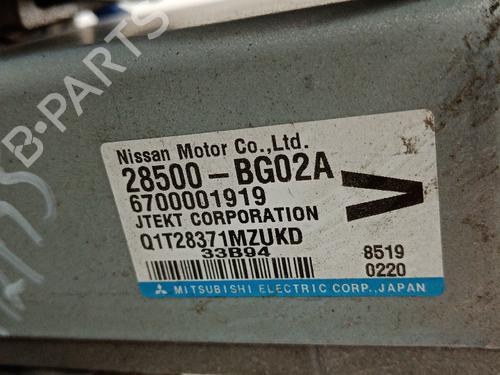 B-PARTS
Nissan Motor Co.,Ltd.
28500-BG02A
6700001919
JTEKT CORPORATION
Q1T28371MZUKD
33B94
V
8519
0220
MITSUBISHI ELECTRIC CORP.,JAPAN